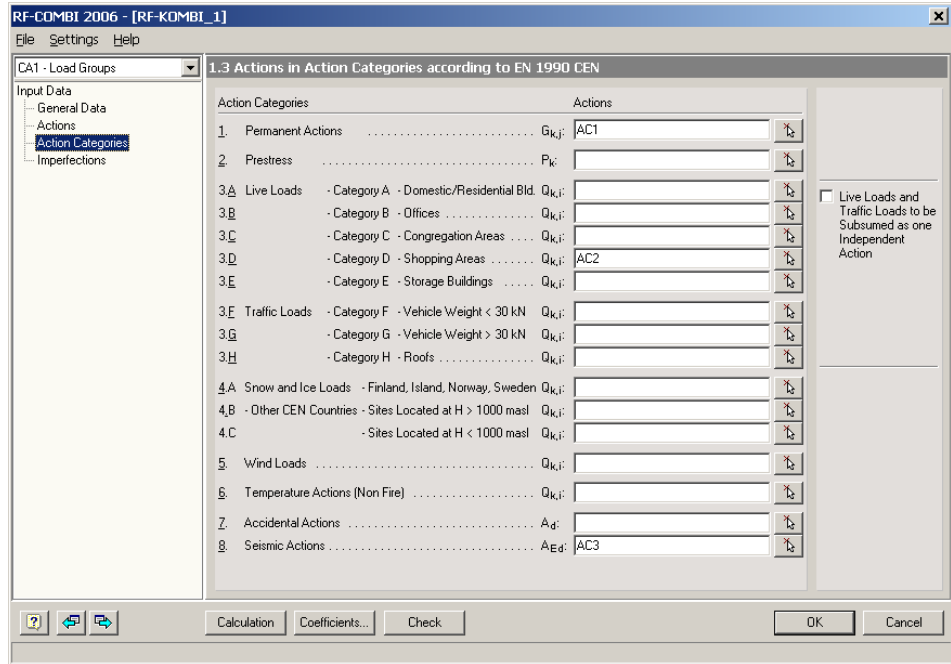 RF-COMBI 2006 - [RF-KOMBI_1]
File Settings Help
CA1 - Load Groups
1.3 Actions in Action Categories according to EN 1990 CEN
Input Data
General Data
Actions
Action Categories
Imperfections
Action Categories Actions
1. Permanent Actions . . . . . . . . . . . . . . . . . . . . . . . . Gk,j: AC1
2. Prestress . . . . . . . . . . . . . . . . . . . . . . . . . . . . . . Pk:
3.A Live Loads - Category A - Domestic/Residential Bld. Qk,i:
3.B - Category B - Offices . . . . . . . . . . . . . Qk,i:
3.C - Category C - Congregation Areas . . . . Qk,i:
3.D - Category D - Shopping Areas . . . . . . . Qk,i: AC2
3.E - Category E - Storage Buildings . . . . . Qk,i:
3.F Traffic Loads - Category F - Vehicle Weight < 30 kN Qk,i:
3.G - Category G - Vehicle Weight > 30 kN Qk,i:
3.H - Category H - Roofs . . . . . . . . . . . . . . Qk,i:
4.A Snow and Ice Loads - Finland, Island, Norway, Sweden Qk,i:
4.B - Other CEN Countries - Sites Located at H > 1000 masl Qk,i:
4.C - Sites Located at H < 1000 masl Qk,i:
5. Wind Loads . . . . . . . . . . . . . . . . . . . . . . . . . . . . . . . Qk,i:
6. Temperature Actions (Non Fire) . . . . . . . . . . . . . . . . . Qk,i:
7. Accidental Actions . . . . . . . . . . . . . . . . . . . . . . . . . . . Ad:
8. Seismic Actions . . . . . . . . . . . . . . . . . . . . . . . . . . . . . AEd: AC3
Live Loads and
Traffic Loads to be
Subsumed as one
Independent
Action
Calculation Coefficients... Check OK Cancel